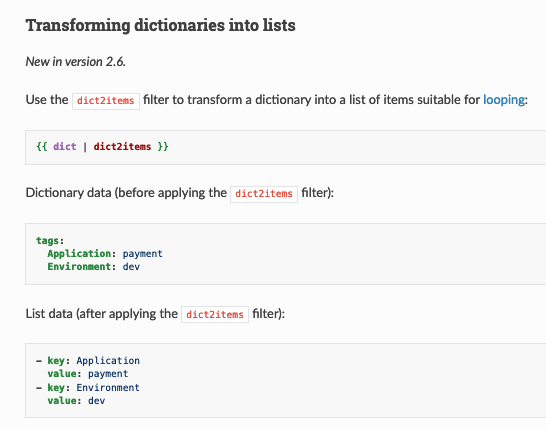 Transforming dictionaries into lists
New in version 2.6.
Use the dict2items filter to transform a dictionary into a list of items suitable for looping:
{{ dict | dict2items }}
Dictionary data (before applying the dict2items filter):
tags:
  Application: payment
  Environment: dev
List data (after applying the dict2items filter):
- key: Application
  value: payment
- key: Environment
  value: dev